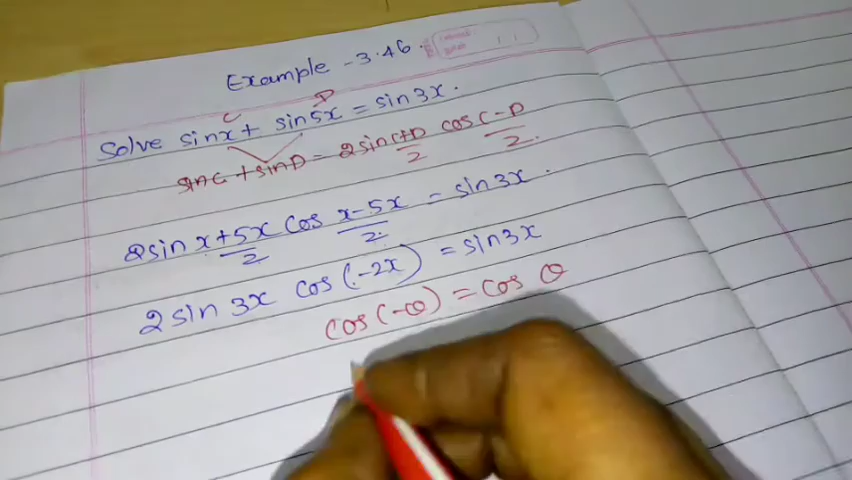 Example - 3.46.
C D
Solve sinx + sin5x = sin3x.
sinC + sinD = 2sin C+D/2 cos C-D/2.
2sin x+5x/2 cos x-5x/2 = sin3x.
2 sin 3x cos (-2x) = sin3x
cos (-θ) = cos θ